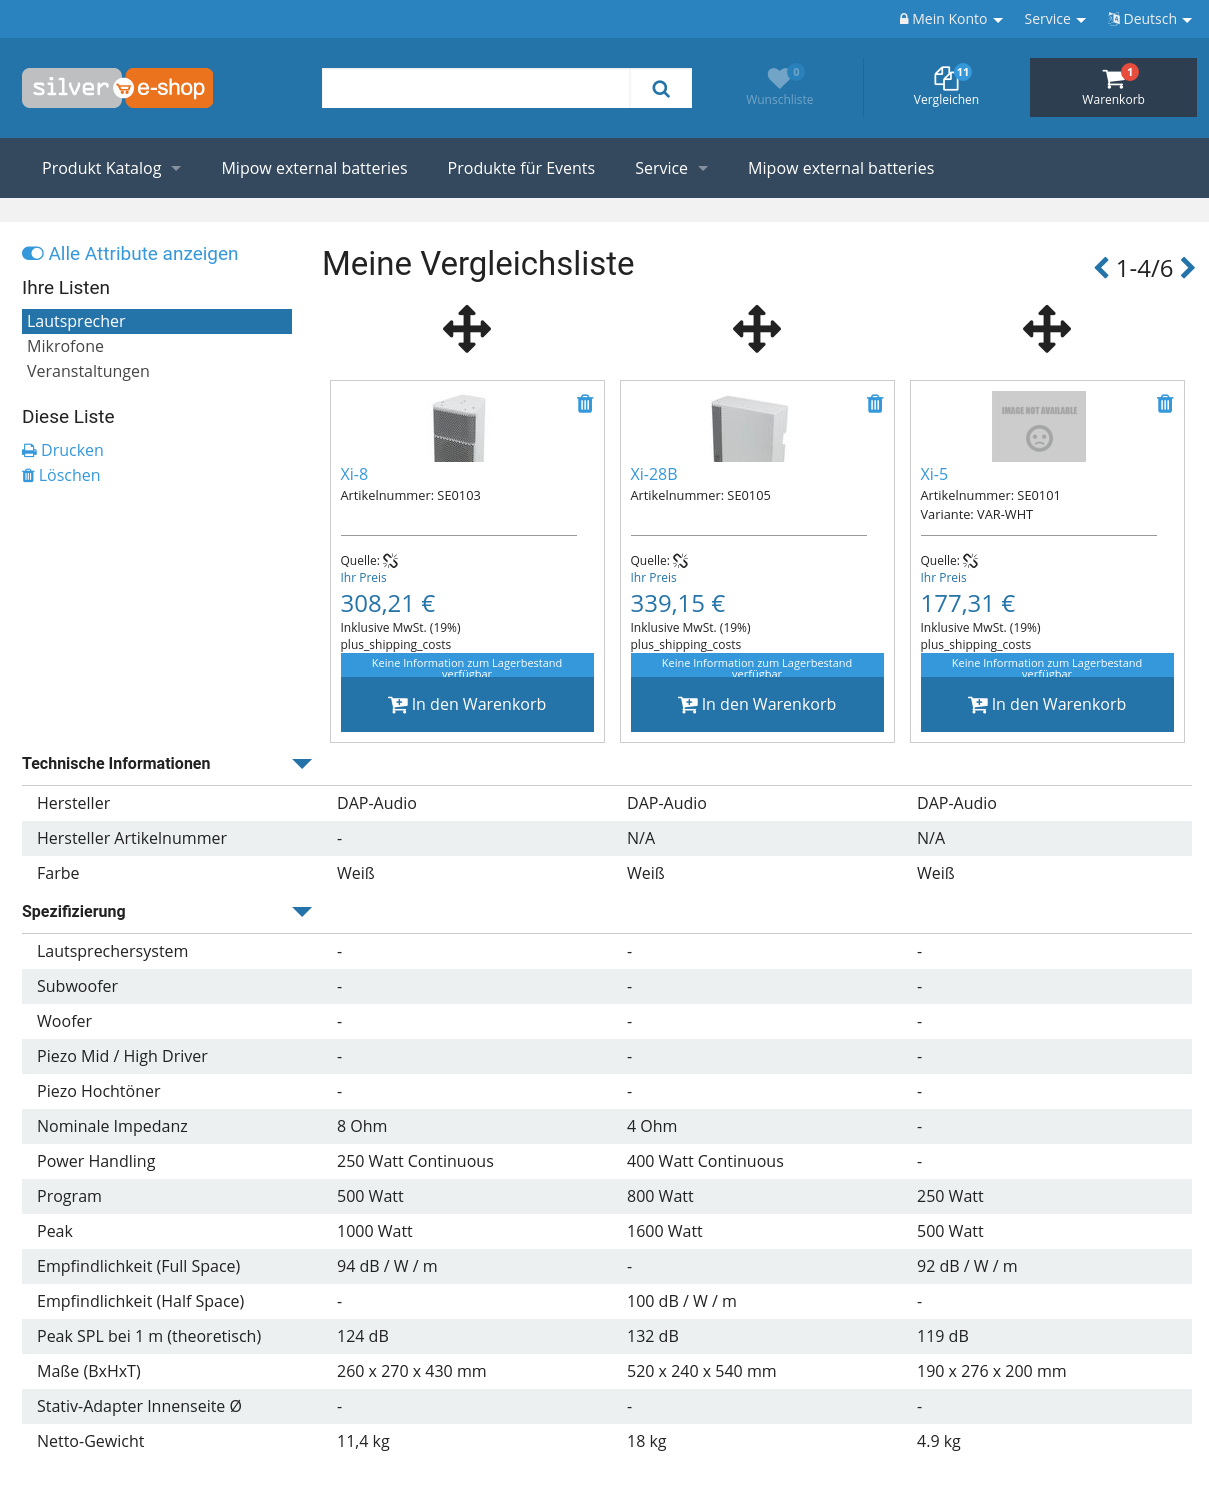 Mein Konto Service Deutsch
silver e-shop
0 11 1
Wunschliste Vergleichen Warenkorb
Produkt Katalog Mipow external batteries Produkte für Events Service Mipow external batteries
Alle Attribute anzeigen
Ihre Listen
Lautsprecher
Mikrofone
Veranstaltungen
Diese Liste
Drucken
Löschen
Meine Vergleichsliste 1-4/6
IMAGE NOT AVAILABLE
Xi-8
Artikelnummer: SE0103
Quelle:
Ihr Preis
308,21 €
Inklusive MwSt. (19%)
plus_shipping_costs
Keine Information zum Lagerbestand
verfügbar
In den Warenkorb
Xi-28B
Artikelnummer: SE0105
Quelle:
Ihr Preis
339,15 €
Inklusive MwSt. (19%)
plus_shipping_costs
Keine Information zum Lagerbestand
verfügbar
In den Warenkorb
Xi-5
Artikelnummer: SE0101
Variante: VAR-WHT
Quelle:
Ihr Preis
177,31 €
Inklusive MwSt. (19%)
plus_shipping_costs
Keine Information zum Lagerbestand
verfügbar
In den Warenkorb
Technische Informationen
Hersteller DAP-Audio DAP-Audio DAP-Audio
Hersteller Artikelnummer - N/A N/A
Farbe Weiß Weiß Weiß
Spezifizierung
Lautsprechersystem - - -
Subwoofer - - -
Woofer - - -
Piezo Mid / High Driver - - -
Piezo Hochtöner - - -
Nominale Impedanz 8 Ohm 4 Ohm -
Power Handling 250 Watt Continuous 400 Watt Continuous -
Program 500 Watt 800 Watt 250 Watt
Peak 1000 Watt 1600 Watt 500 Watt
Empfindlichkeit (Full Space) 94 dB / W / m - 92 dB / W / m
Empfindlichkeit (Half Space) - 100 dB / W / m -
Peak SPL bei 1 m (theoretisch) 124 dB 132 dB 119 dB
Maße (BxHxT) 260 x 270 x 430 mm 520 x 240 x 540 mm 190 x 276 x 200 mm
Stativ-Adapter Innenseite Ø - - -
Netto-Gewicht 11,4 kg 18 kg 4.9 kg